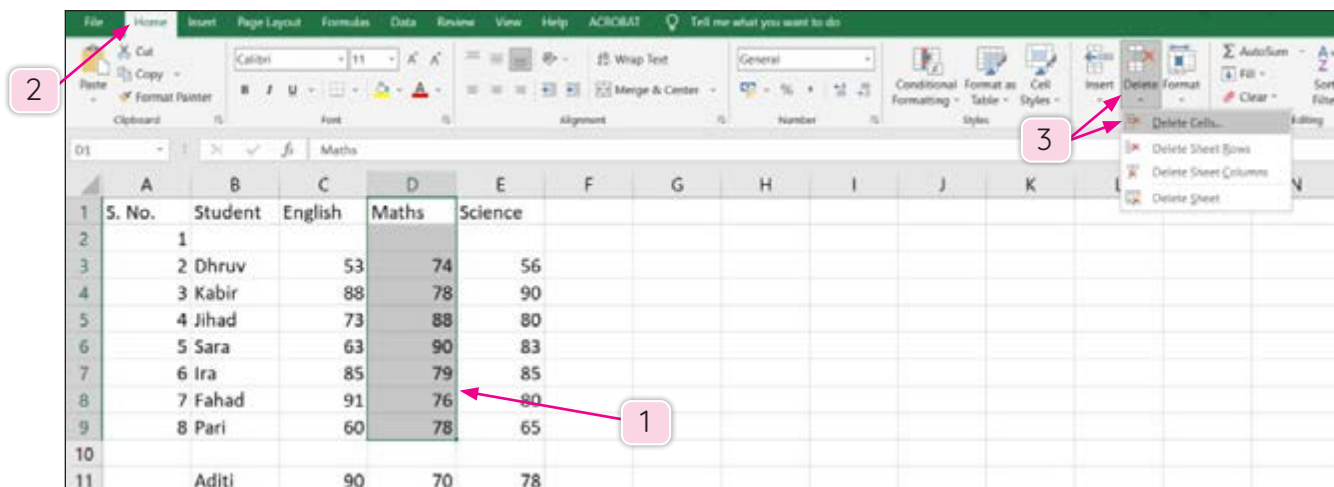 File Home Insert Page Layout Formulas Data Review View Help ACROBAT Tell me what you want to do
2
Paste
Cut
Copy
Format Painter
Clipboard
Calibri 11 A A
B I U A
Font
Wrap Text
Merge & Center
Alignment
General
%
Number
Conditional Formatting
Format as Table
Cell Styles
Styles
Insert Delete Format
AutoSum
Fill
Clear
Editing
3
Delete Cells...
Delete Sheet Rows
Delete Sheet Columns
Delete Sheet
D1 fx Maths
A B C D E F G H I J K L N
1 S. No. Student English Maths Science
2 1
3 2 Dhruv 53 74 56
4 3 Kabir 88 78 90
5 4 Jihad 73 88 80
6 5 Sara 63 90 83
7 6 Ira 85 79 85
8 7 Fahad 91 76 80
9 8 Pari 60 78 65
1
10
11 Aditi 90 70 78